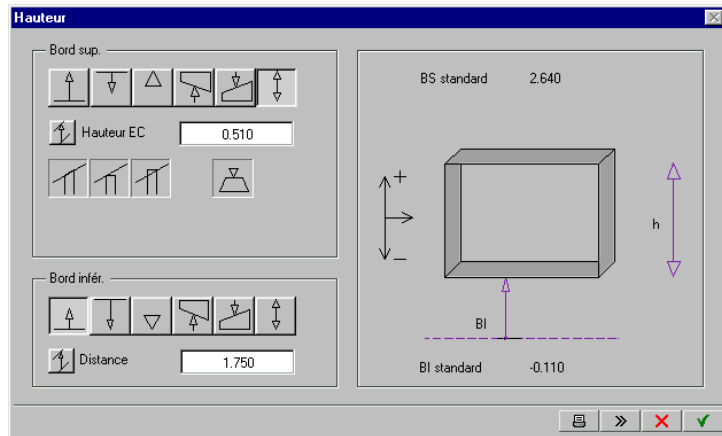 Hauteur
Bord sup.
Hauteur EC 0.510
Bord infér.
Distance 1.750
BS standard 2.640
+
−
h
BI
BI standard -0.110